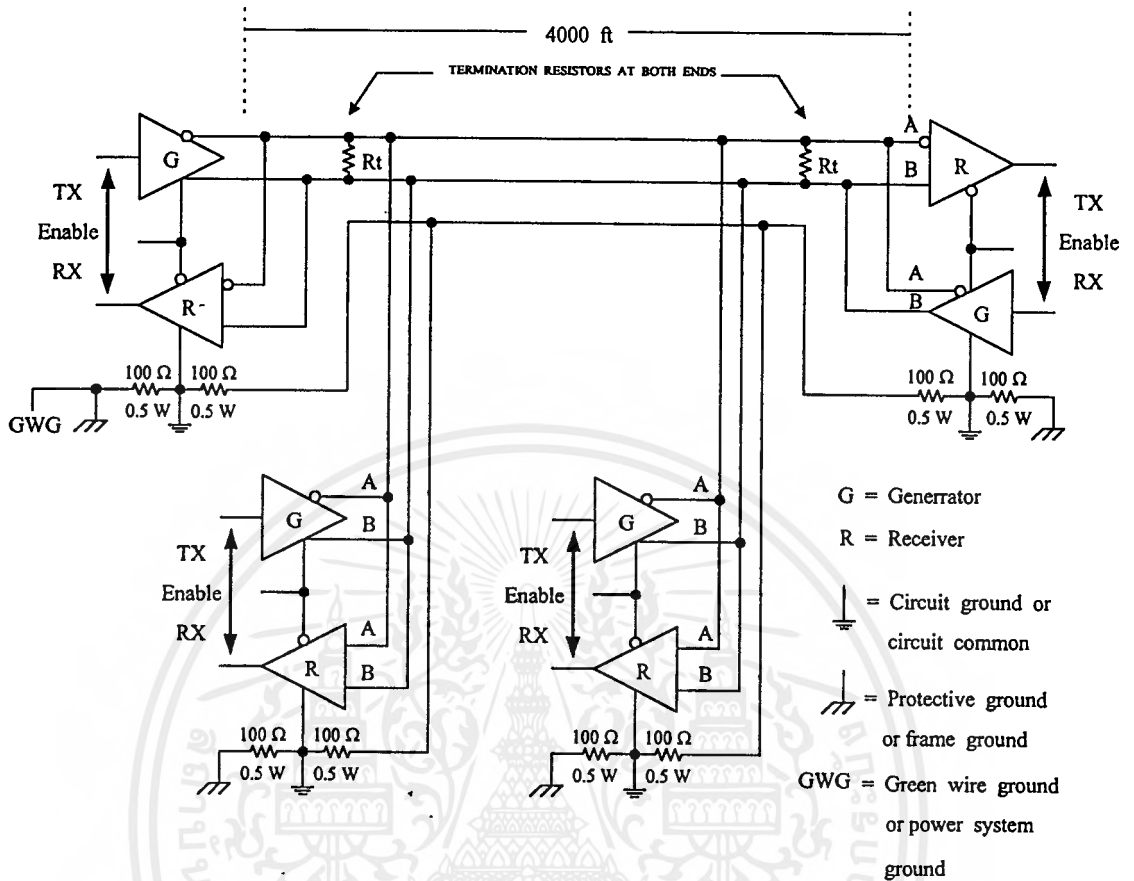 4000 ft
TERMINATION RESISTORS AT BOTH ENDS
G
Rt
Rt
A
B
R
TX
Enable
RX
TX
Enable
RX
R
A
B
G
100 Ω
100 Ω
0.5 W
0.5 W
GWG
100 Ω
100 Ω
0.5 W
0.5 W
G
A
B
TX
Enable
RX
R
A
B
100 Ω
100 Ω
0.5 W
0.5 W
G
A
B
TX
Enable
RX
R
A
B
100 Ω
100 Ω
0.5 W
0.5 W
G = Generrator
R = Receiver
= Circuit ground or
circuit common
= Protective ground
or frame ground
GWG = Green wire ground
or power system
ground